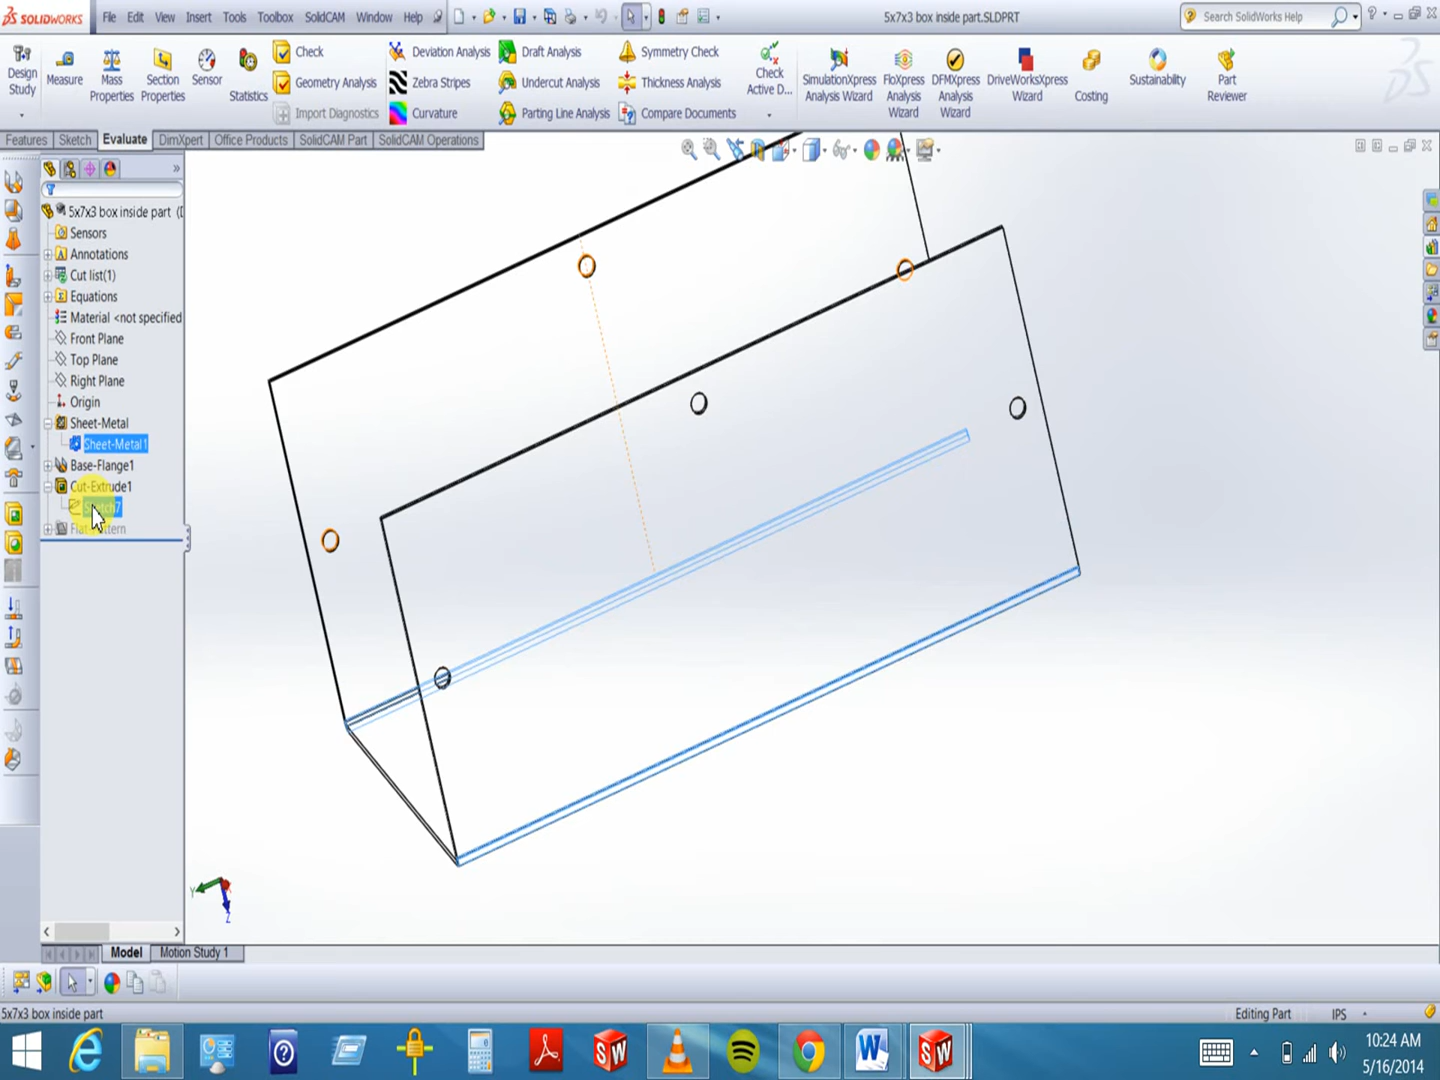 SOLIDWORKS
File Edit View Insert Tools Toolbox SolidCAM Window Help
5x7x3 box inside part.SLDPRT
Search SolidWorks Help
Design Study
Measure
Mass Properties
Section Properties
Sensor
Statistics
Check
Geometry Analysis
Import Diagnostics
Deviation Analysis
Zebra Stripes
Curvature
Draft Analysis
Undercut Analysis
Parting Line Analysis
Symmetry Check
Thickness Analysis
Compare Documents
Check Active D...
SimulationXpress Analysis Wizard
FloXpress Analysis Wizard
DFMXpress Analysis Wizard
DriveWorksXpress Wizard
Costing
Sustainability
Part Reviewer
Features Sketch Evaluate DimXpert Office Products SolidCAM Part SolidCAM Operations
5x7x3 box inside part (D
Sensors
Annotations
Cut list(1)
Equations
Material <not specified
Front Plane
Top Plane
Right Plane
Origin
Sheet-Metal
Sheet-Metal1
Base-Flange1
Cut-Extrude1
Y
Z
Model Motion Study 1
5x7x3 box inside part
Editing Part
IPS
10:24 AM
5/16/2014